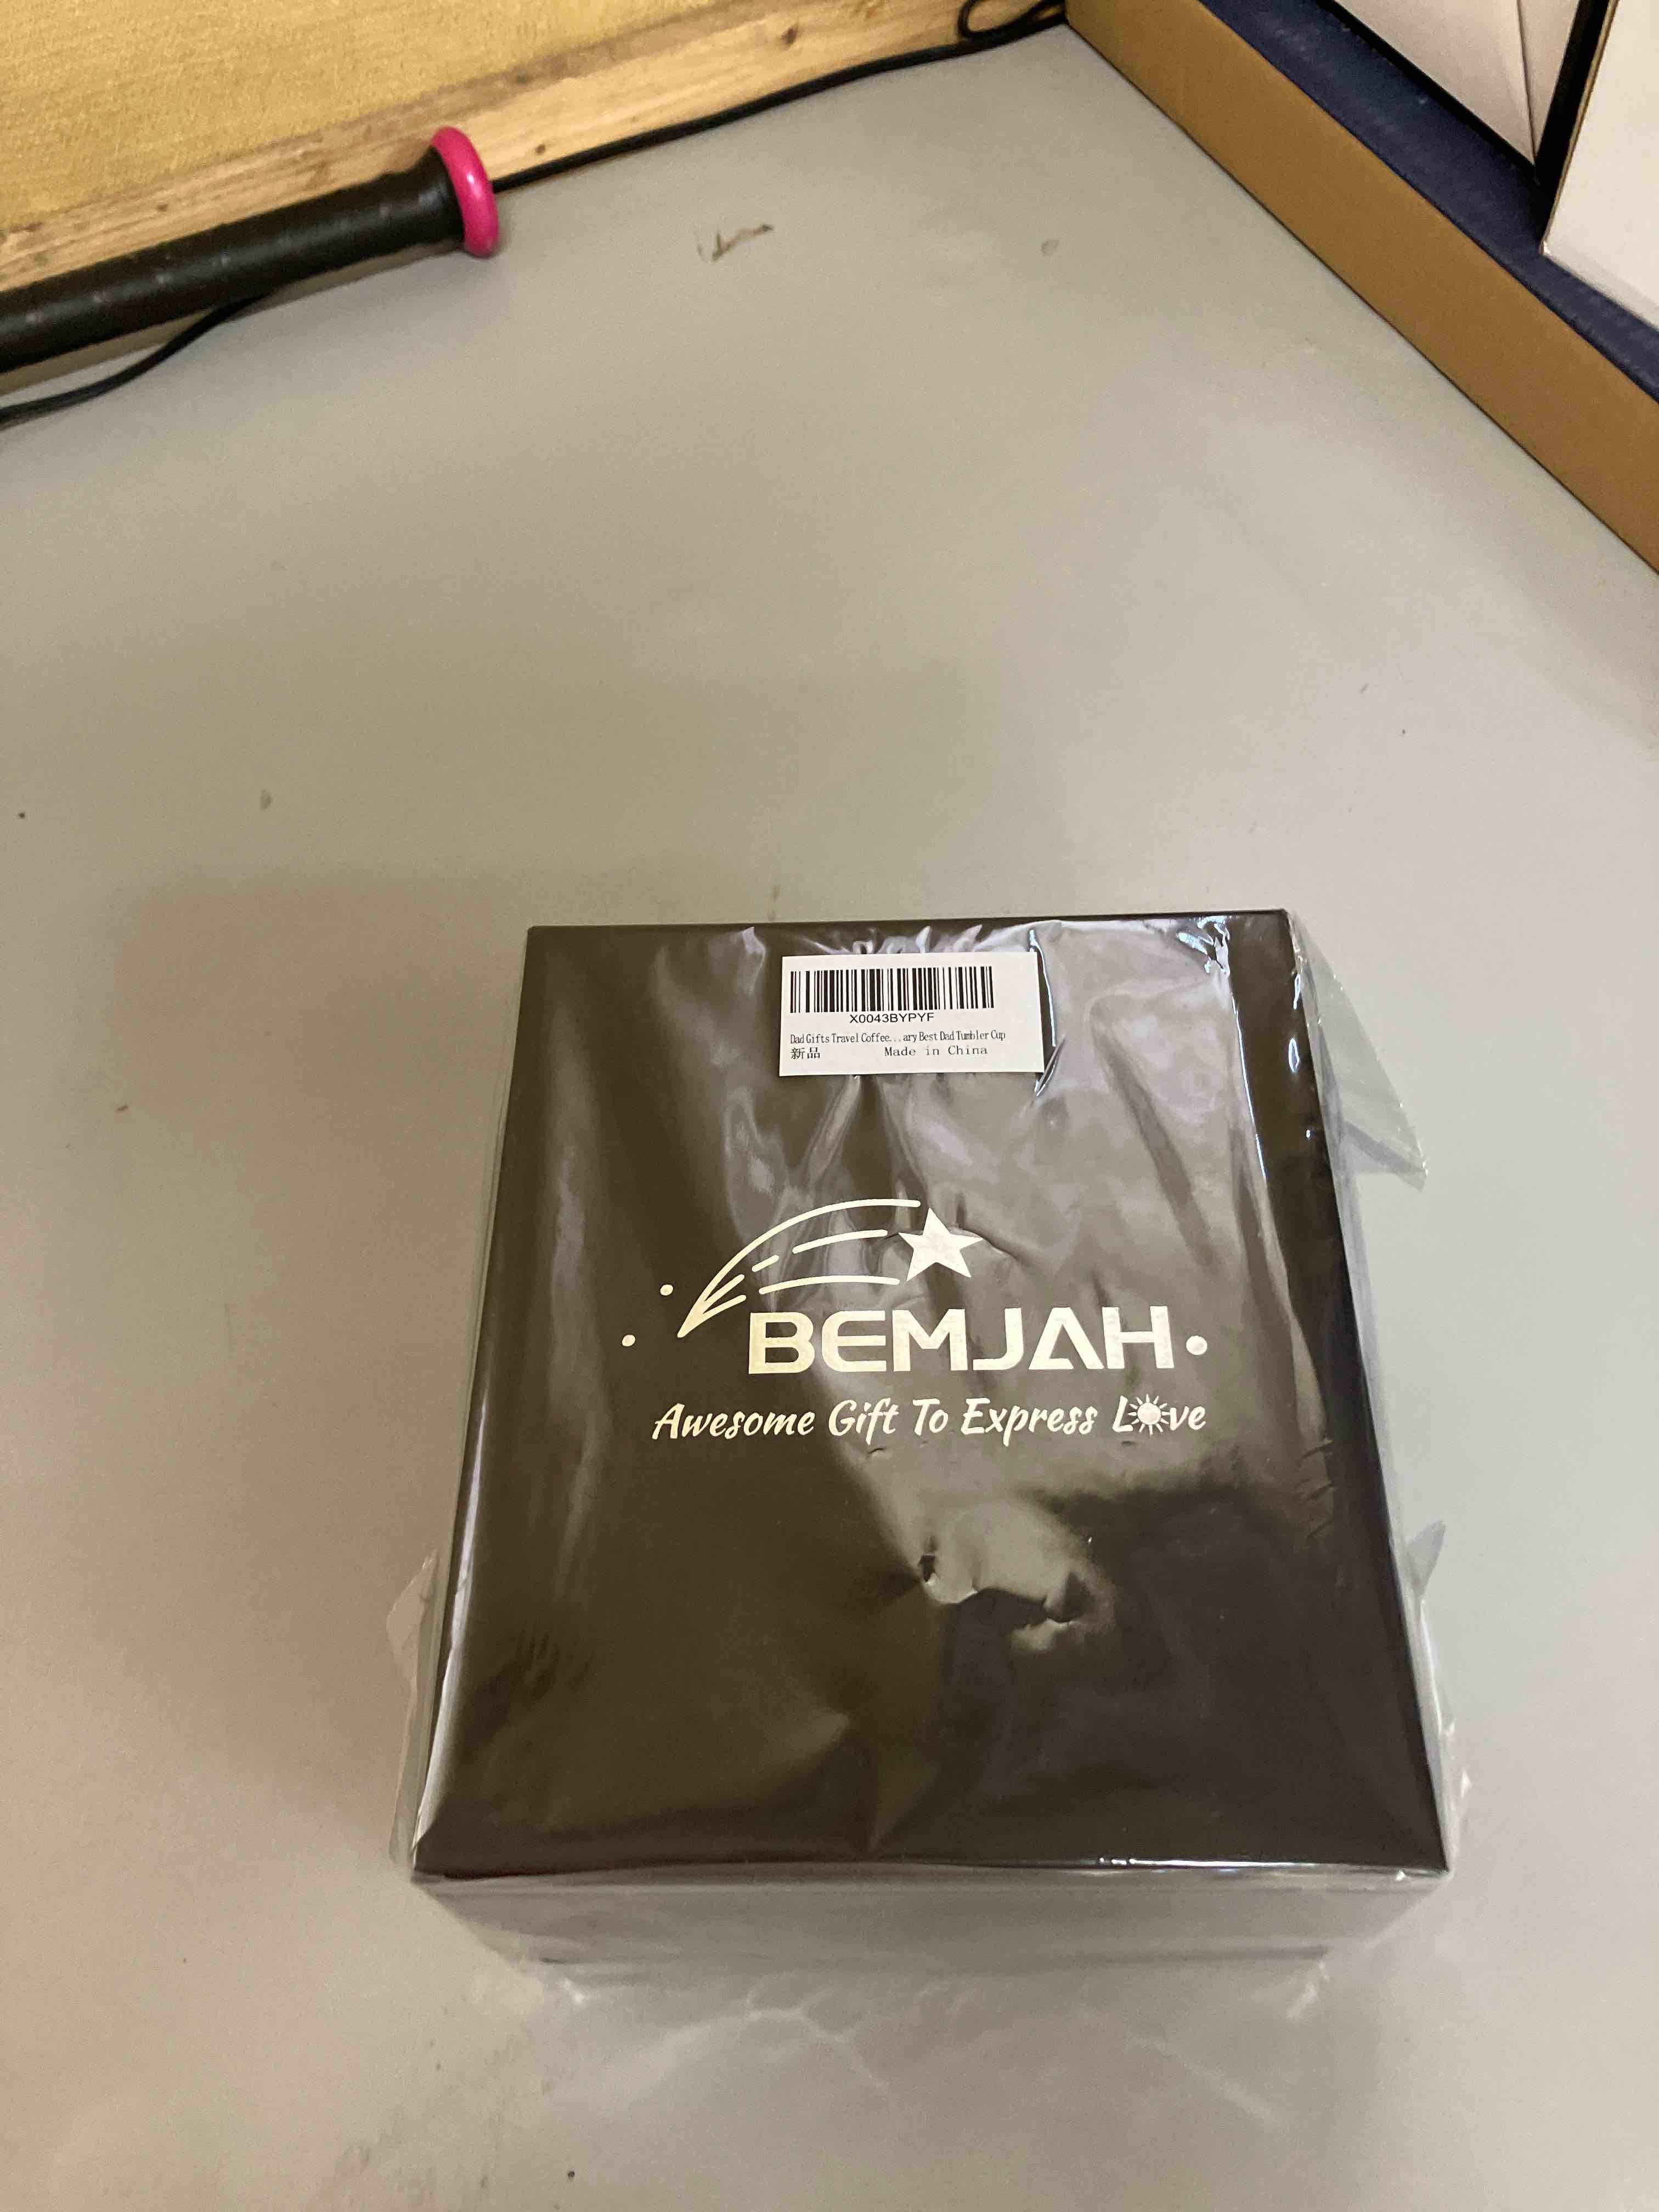 X0043BYPYF
Dad Gifts Travel Coffee...ary Best Dad Tumbler Cup
新品 Made in China
BEMJAH
Awesome Gift To Express Love